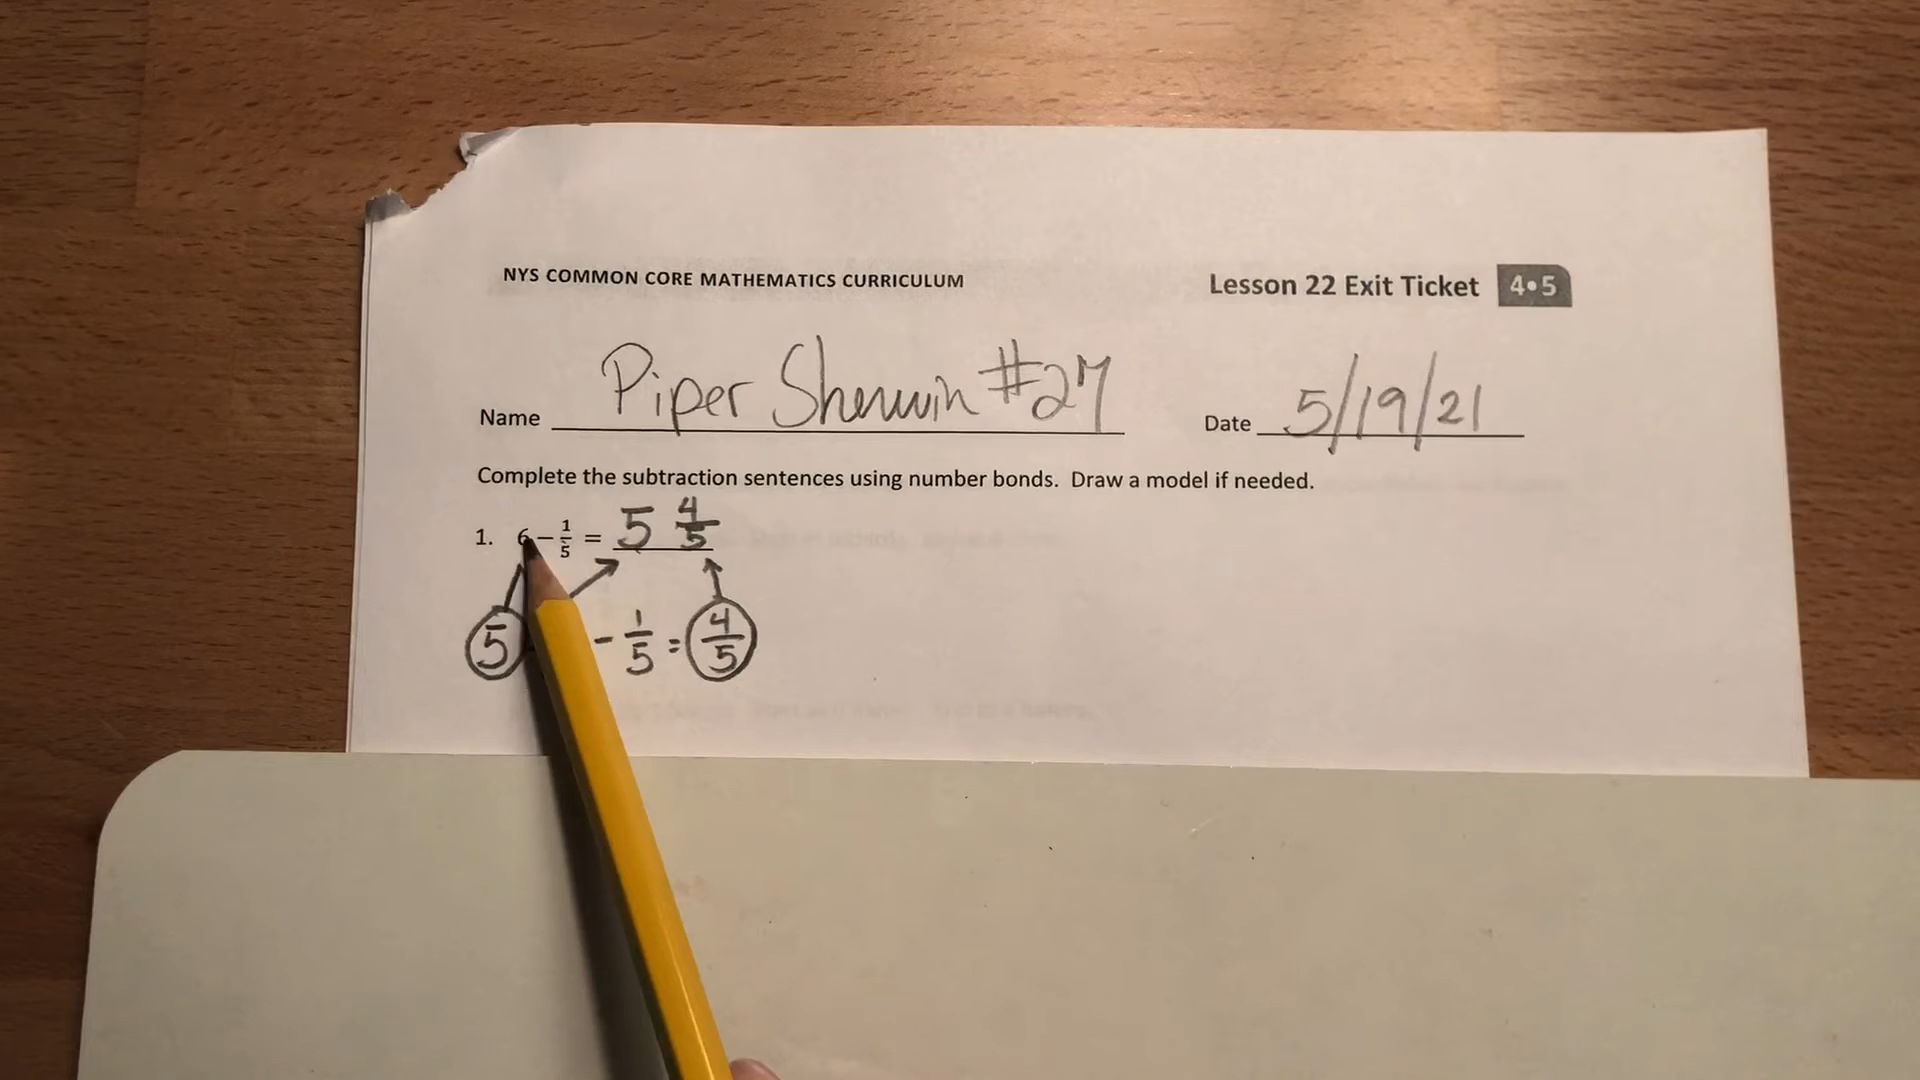 NYS COMMON CORE MATHEMATICS CURRICULUM Lesson 22 Exit Ticket 4•5
Name Piper Sherwin #27 Date 5/19/21
Complete the subtraction sentences using number bonds. Draw a model if needed.
1. 6 − 1/5 = 5 4/5
5 - 1/5 = 4/5